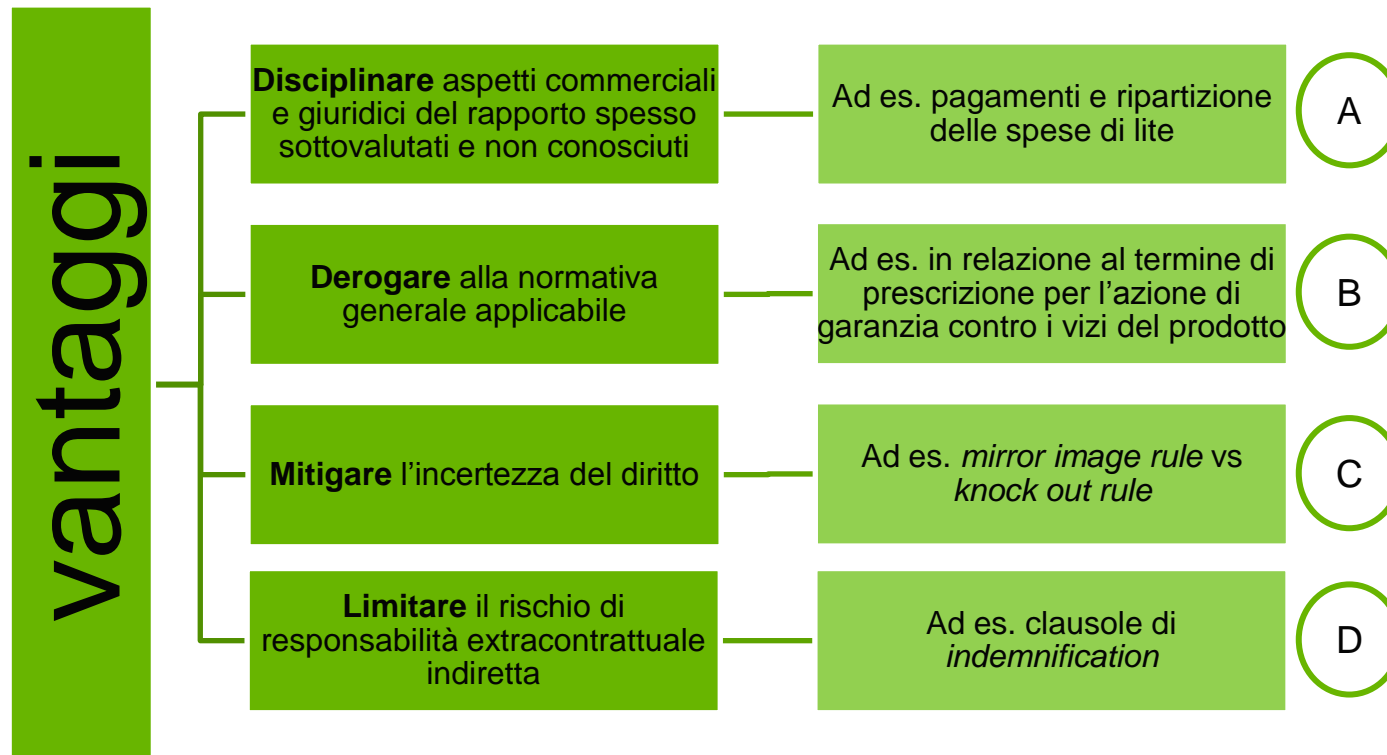 vantaggi
Disciplinare aspetti commerciali
e giuridici del rapporto spesso
sottovalutati e non conosciuti
Ad es. pagamenti e ripartizione
delle spese di lite
A
Derogare alla normativa
generale applicabile
Ad es. in relazione al termine di
prescrizione per l’azione di
garanzia contro i vizi del prodotto
B
Mitigare l’incertezza del diritto
Ad es. mirror image rule vs
knock out rule
C
Limitare il rischio di
responsabilità extracontrattuale
indiretta
Ad es. clausole di
indemnification
D